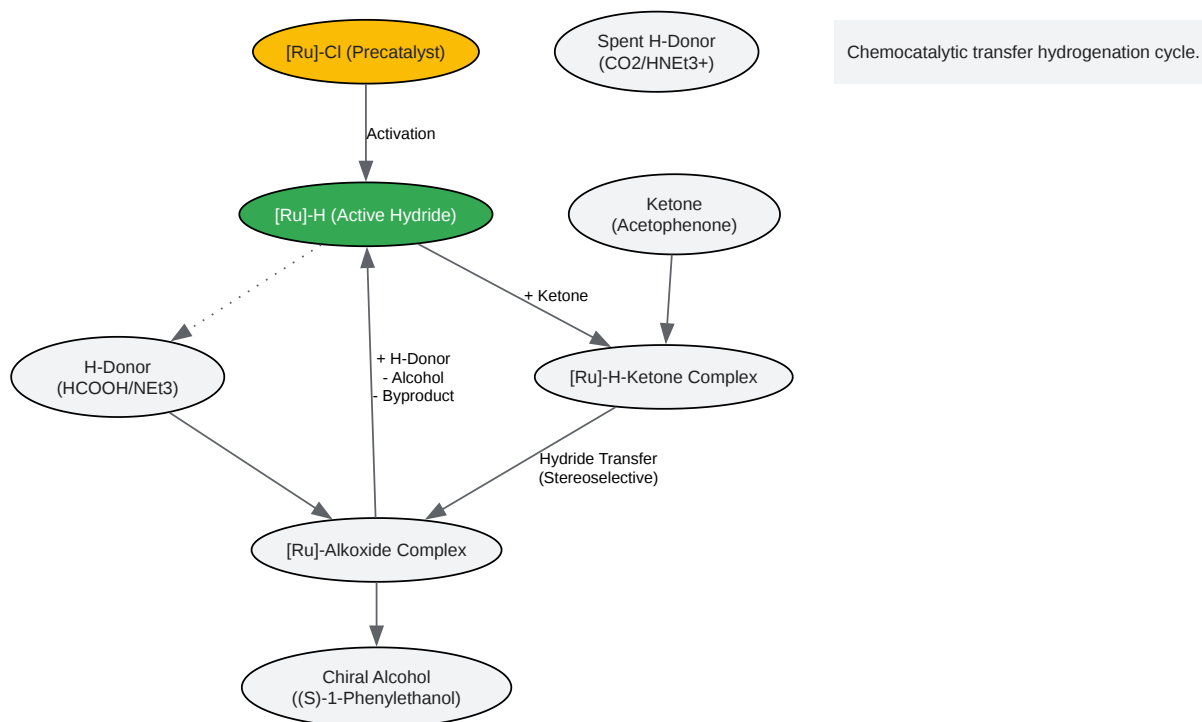 [Ru]-Cl (Precatalyst)
Spent H-Donor
(CO2/HNEt3+)
Chemocatalytic transfer hydrogenation cycle.
Activation
[Ru]-H (Active Hydride)
Ketone
(Acetophenone)
+ Ketone
H-Donor
(HCOOH/NEt3)
+ H-Donor
- Alcohol
- Byproduct
[Ru]-H-Ketone Complex
Hydride Transfer
(Stereoselective)
[Ru]-Alkoxide Complex
Chiral Alcohol
((S)-1-Phenylethanol)